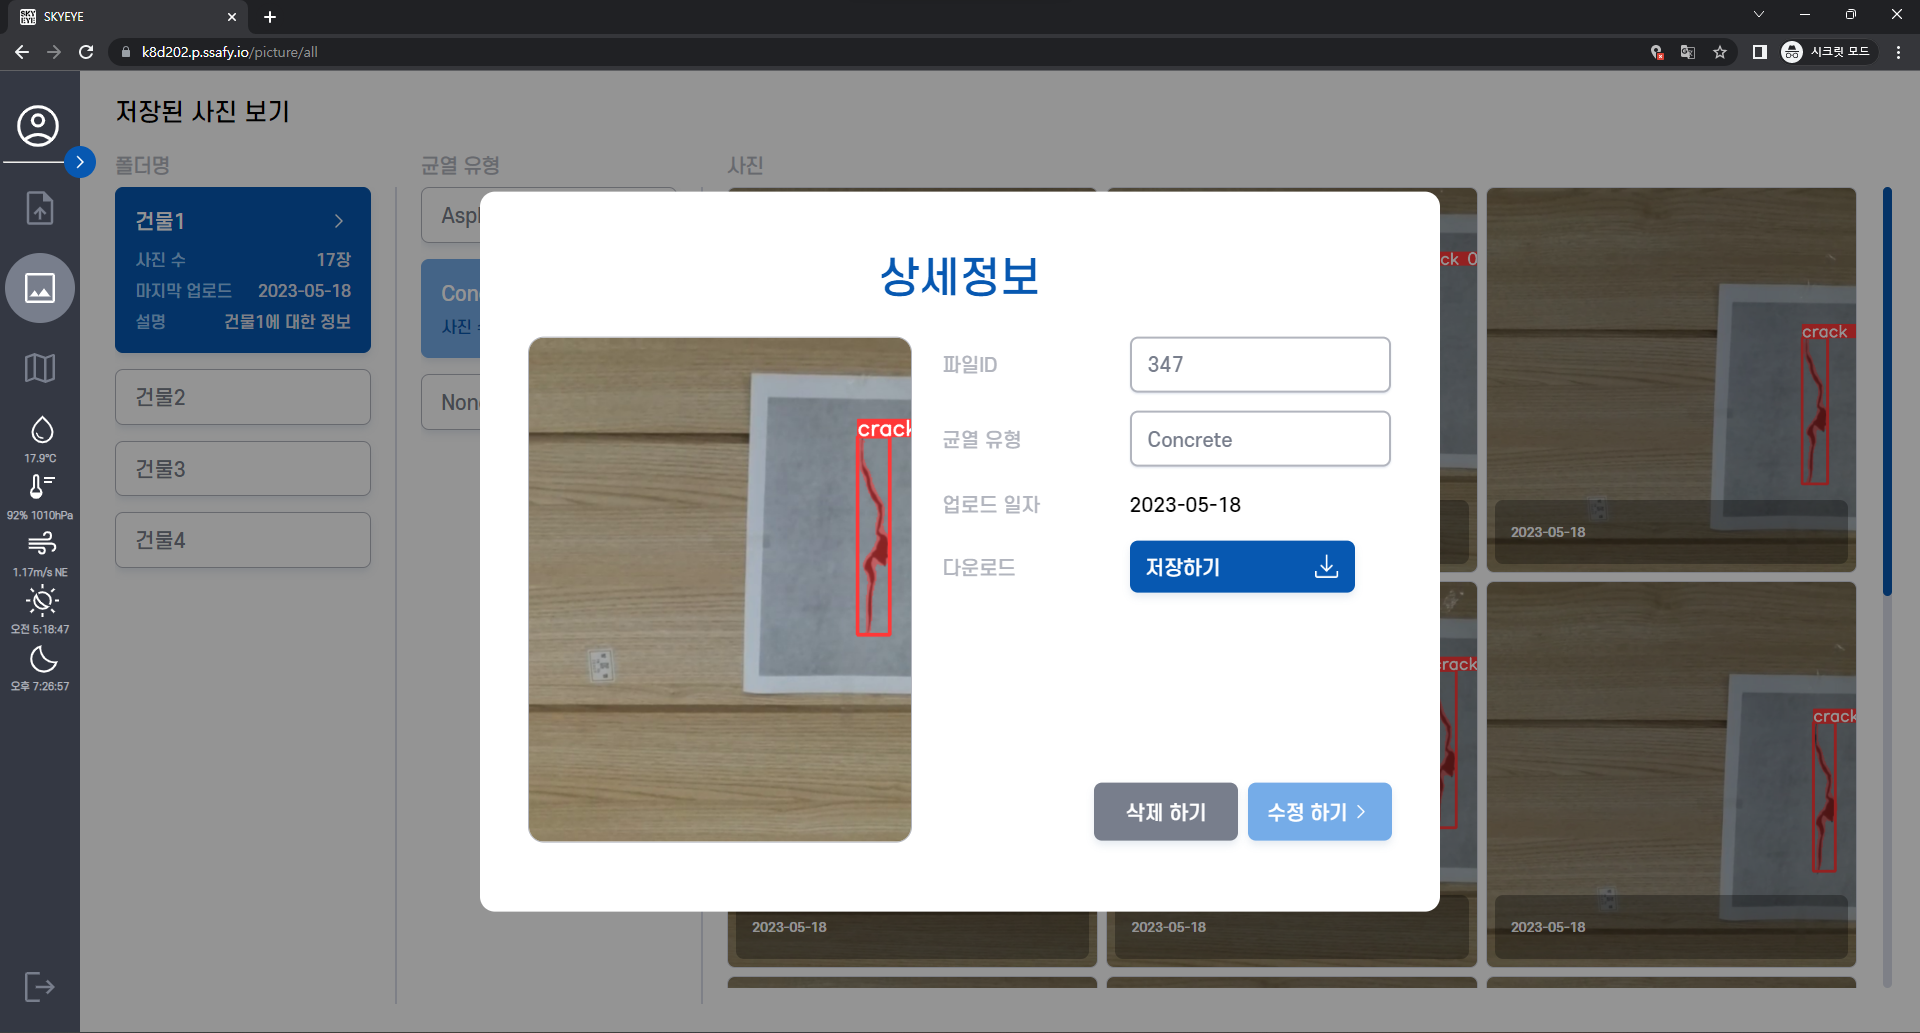 SKYEYE
k8d202.p.ssafy.io/picture/all
시크릿 모드
저장된 사진 보기
폴더명
균열 유형
사진
건물1
사진 수 17장
마지막 업로드 2023-05-18
설명 건물1에 대한 정보
건물2
건물3
건물4
17.9°C
92% 1010hPa
1.17m/s NE
오전 5:18:47
오후 7:26:57
Asp
Con
사진
Non
상세정보
crack
파일ID 347
균열 유형 Concrete
업로드 일자 2023-05-18
다운로드 저장하기
삭제 하기
수정 하기
ck 0
crack
2023-05-18
crack
crack
2023-05-18
2023-05-18
2023-05-18